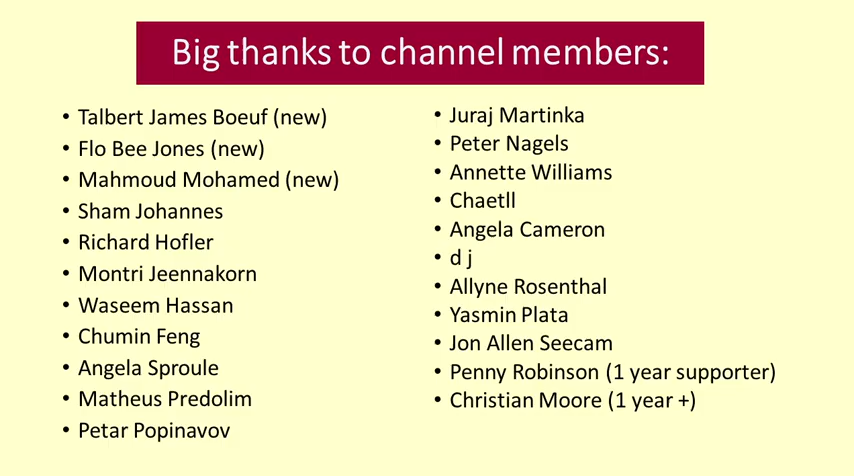 Big thanks to channel members:
• Talbert James Boeuf (new)
• Flo Bee Jones (new)
• Mahmoud Mohamed (new)
• Sham Johannes
• Richard Hofler
• Montri Jeennakorn
• Waseem Hassan
• Chumin Feng
• Angela Sproule
• Matheus Predolim
• Petar Popinavov
• Juraj Martinka
• Peter Nagels
• Annette Williams
• Chaetll
• Angela Cameron
• d j
• Allyne Rosenthal
• Yasmin Plata
• Jon Allen Seecam
• Penny Robinson (1 year supporter)
• Christian Moore (1 year +)